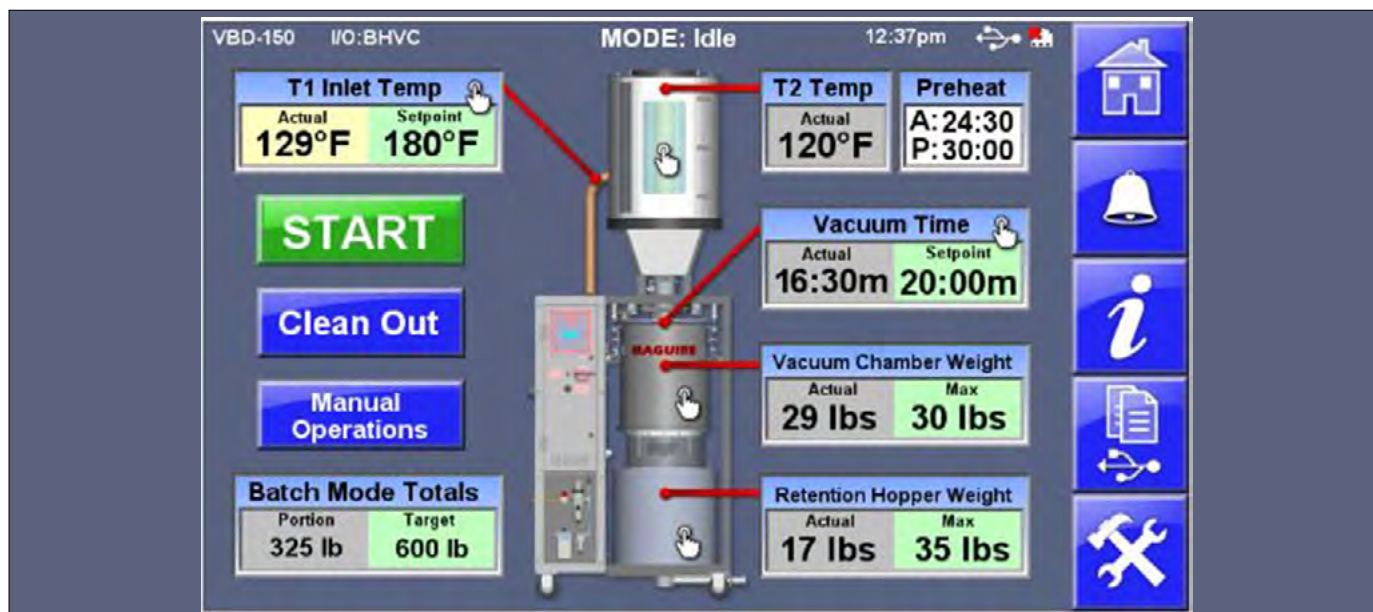 VBD-150 I/O:BHVC MODE: Idle 12:37pm
T1 Inlet Temp
Actual Setpoint
129°F 180°F
T2 Temp
Actual
120°F
Preheat
A:24:30
P:30:00
START
Vacuum Time
Actual Setpoint
16:30m 20:00m
Clean Out
MAGUIRE
Vacuum Chamber Weight
Actual Max
29 lbs 30 lbs
Manual
Operations
Batch Mode Totals
Portion Target
325 lb 600 lb
Retention Hopper Weight
Actual Max
17 lbs 35 lbs